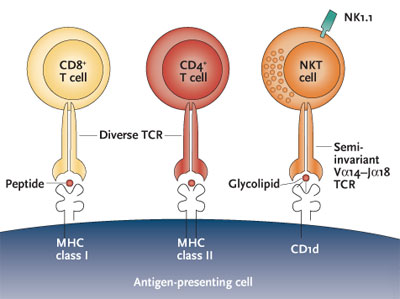 NK1.1
CD8⁺
T cell
CD4⁺
T cell
NKT
cell
Diverse TCR
Semi-
invariant
Vα14–Jα18
TCR
Peptide
Glycolipid
MHC
class I
MHC
class II
CD1d
Antigen-presenting cell